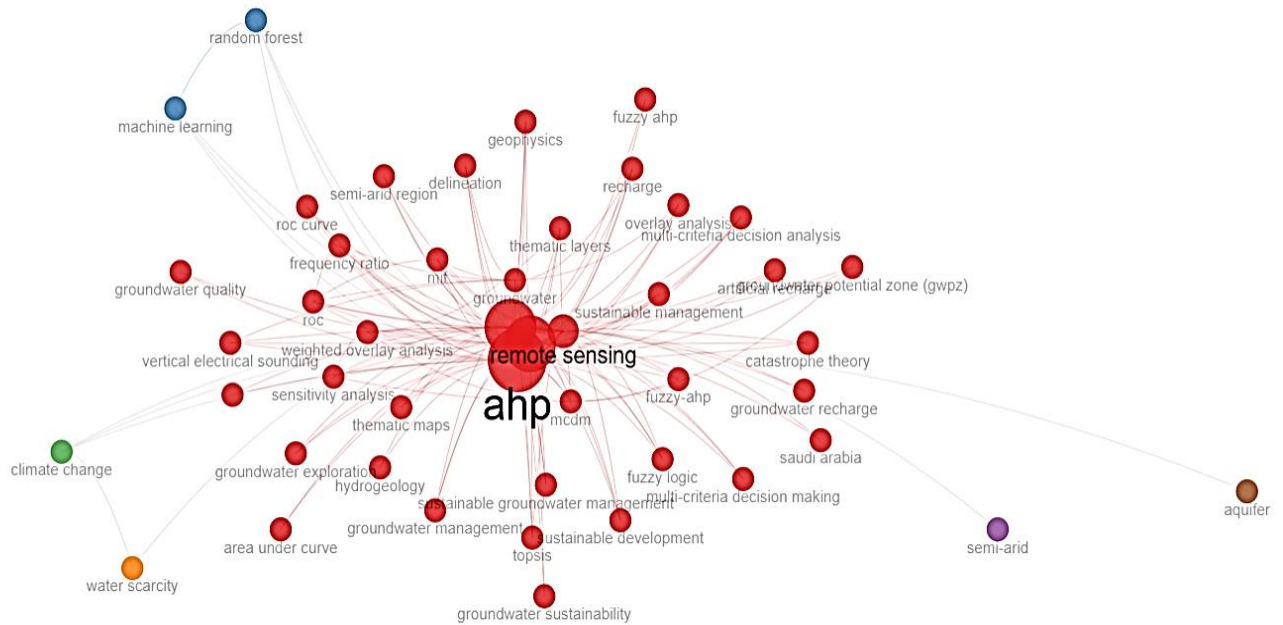 random forest
machine learning
fuzzy ahp
geophysics
delineation
semi-arid region
recharge
roc curve
overlay analysis
multi-criteria decision analysis
thematic layers
frequency ratio
mif
groundwater quality
artificial recharge
groundwater potential zone (gwpz)
groundwater
roc
sustainable management
weighted overlay analysis
vertical electrical sounding
remote sensing
catastrophe theory
sensitivity analysis
fuzzy-ahp
ahp
mcdm
groundwater recharge
thematic maps
saudi arabia
climate change
groundwater exploration
hydrogeology
fuzzy logic
multi-criteria decision making
sustainable groundwater management
groundwater management
aquifer
area under curve
sustainable development
semi-arid
topsis
water scarcity
groundwater sustainability